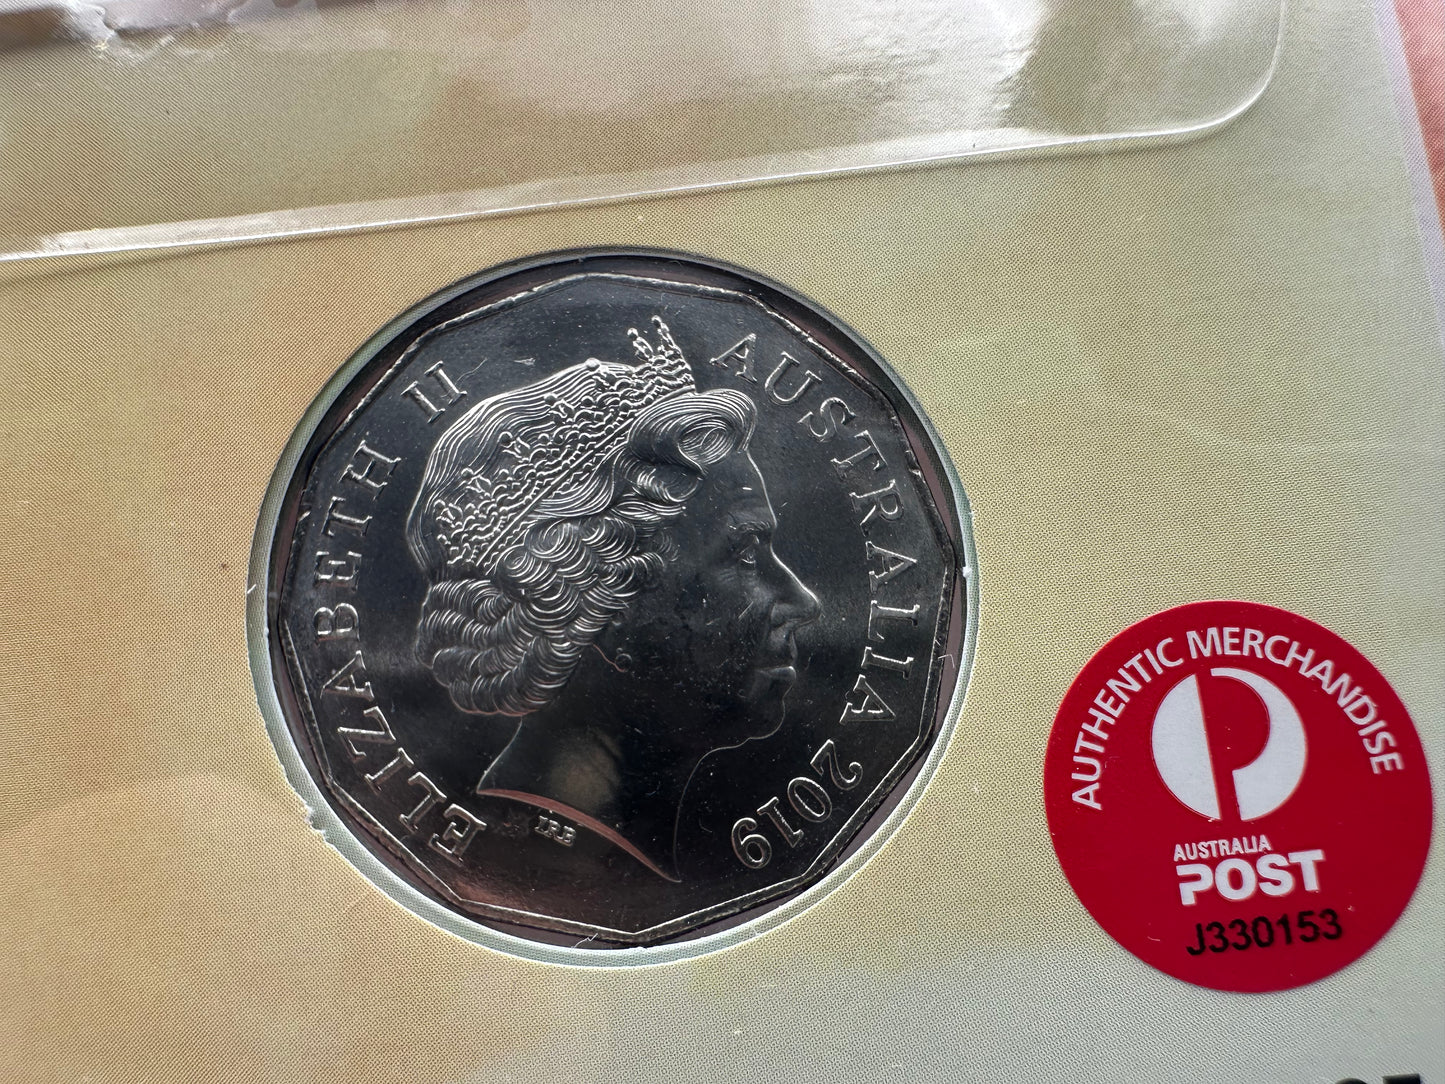 ELIZABETH II
AUSTRALIA 2019
IRB
AUTHENTIC MERCHANDISE
AUSTRALIA
POST
J330153